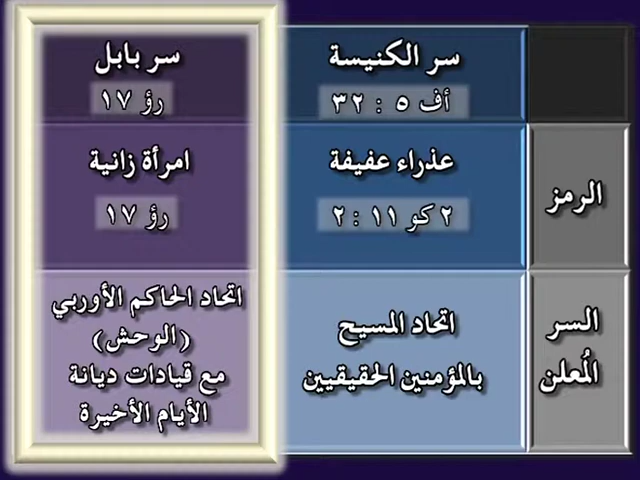 سر الكنيسة
أف ٥ : ٣٢
سر بابل
رؤ ١٧
الرمز
عذراء عفيفة
٢ كو ١١ : ٢
امرأة زانية
رؤ ١٧
السر
المُعلن
اتحاد المسيح
بالمؤمنين الحقيقيين
اتحاد الحاكم الأوربي
(الوحش)
مع قيادات ديانة
الأيام الأخيرة